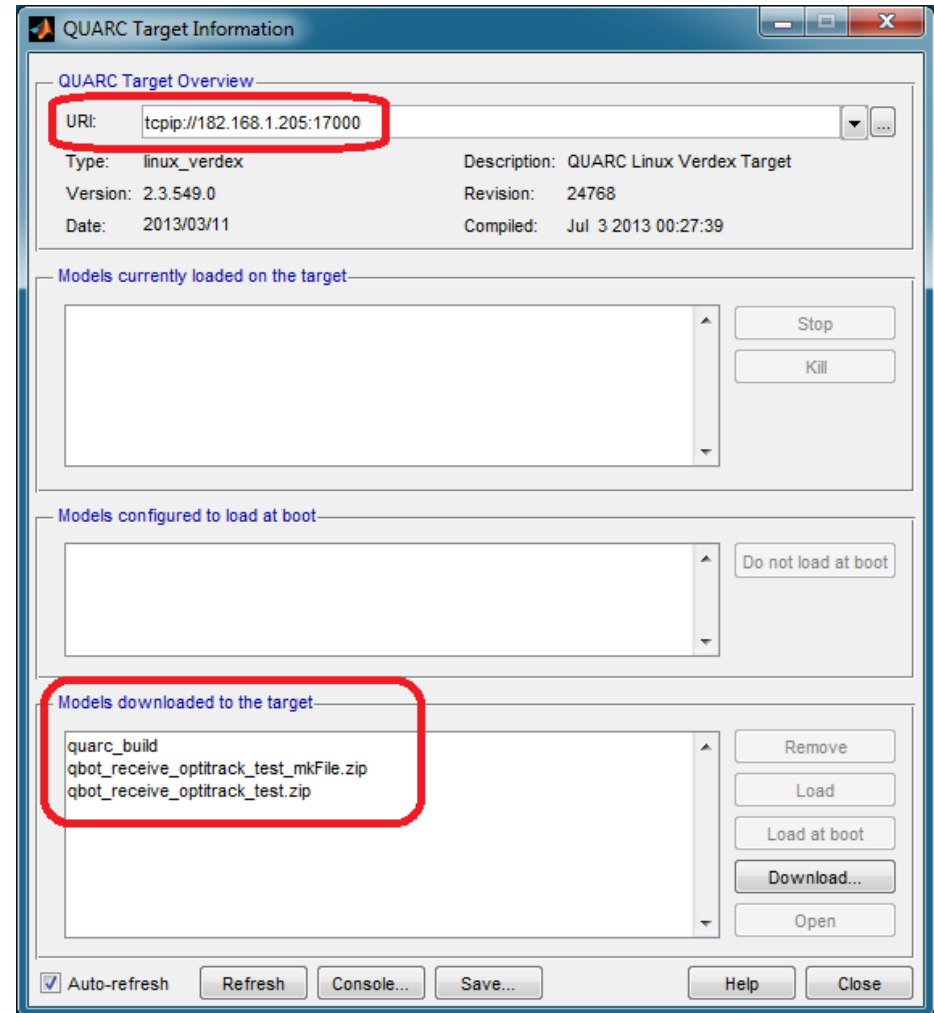 QUARC Target Information
QUARC Target Overview
URI: tcpip://182.168.1.205:17000 ...
Type: linux_verdex Description: QUARC Linux Verdex Target
Version: 2.3.549.0 Revision: 24768
Date: 2013/03/11 Compiled: Jul 3 2013 00:27:39
Models currently loaded on the target
Stop
Kill
Models configured to load at boot
Do not load at boot
Models downloaded to the target
quarc_build
qbot_receive_optitrack_test_mkFile.zip
qbot_receive_optitrack_test.zip
Remove
Load
Load at boot
Download...
Open
Auto-refresh Refresh Console... Save... Help Close